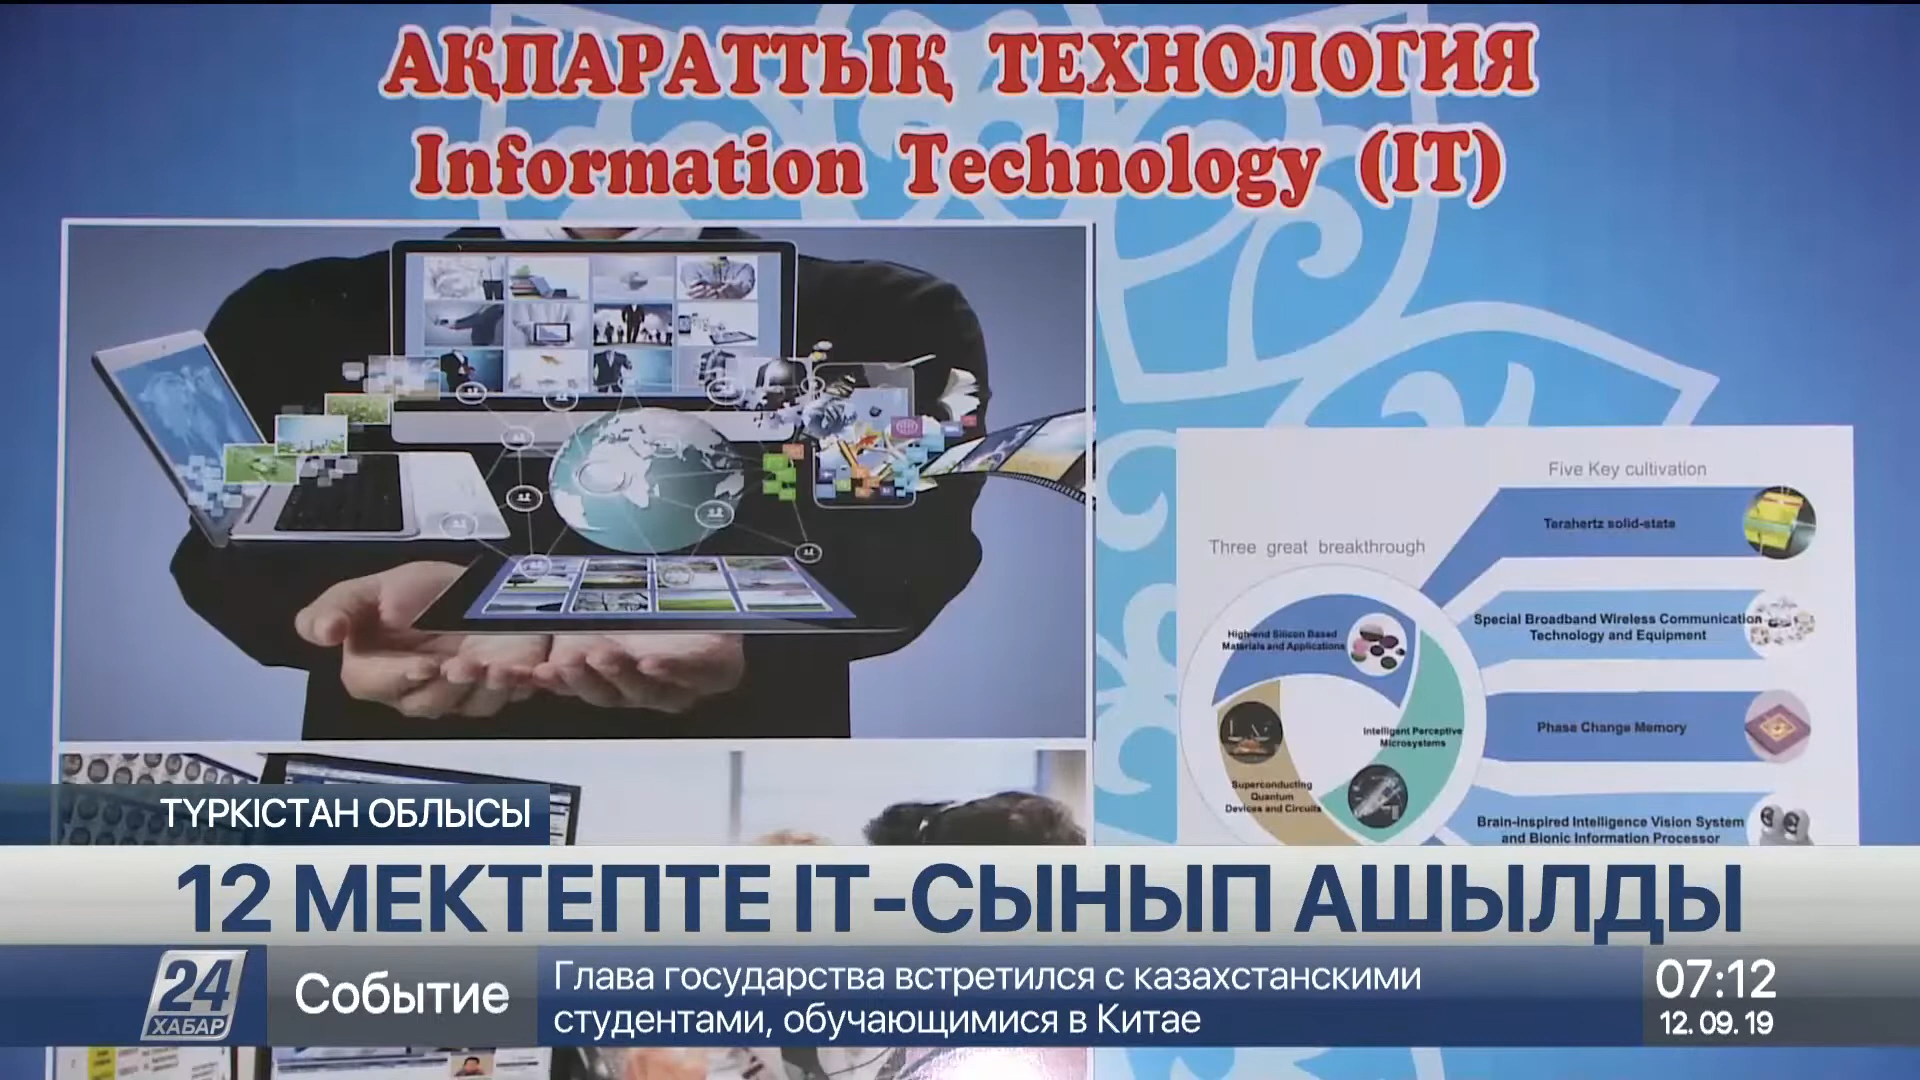 АҚПАРАТТЫҚ ТЕХНОЛОГИЯ
Information Technology (IT)
Five Key cultivation
Terahertz solid-state
Three great breakthrough
Special Broadband Wireless Communication
Technology and Equipment
High-end Silicon Based
Materials and Applications
Phase Change Memory
Intelligent Perceptive
Microsystems
Superconducting
Quantum
Devices and Circuits
Brain-inspired Intelligence Vision System
and Bionic Information Processor
ТҮРКІСТАН ОБЛЫСЫ
12 МЕКТЕПТЕ IT-СЫНЫП АШЫЛДЫ
24
ХАБАР
Событие
Глава государства встретился с казахстанскими
студентами, обучающимися в Китае
07:12
12. 09. 19